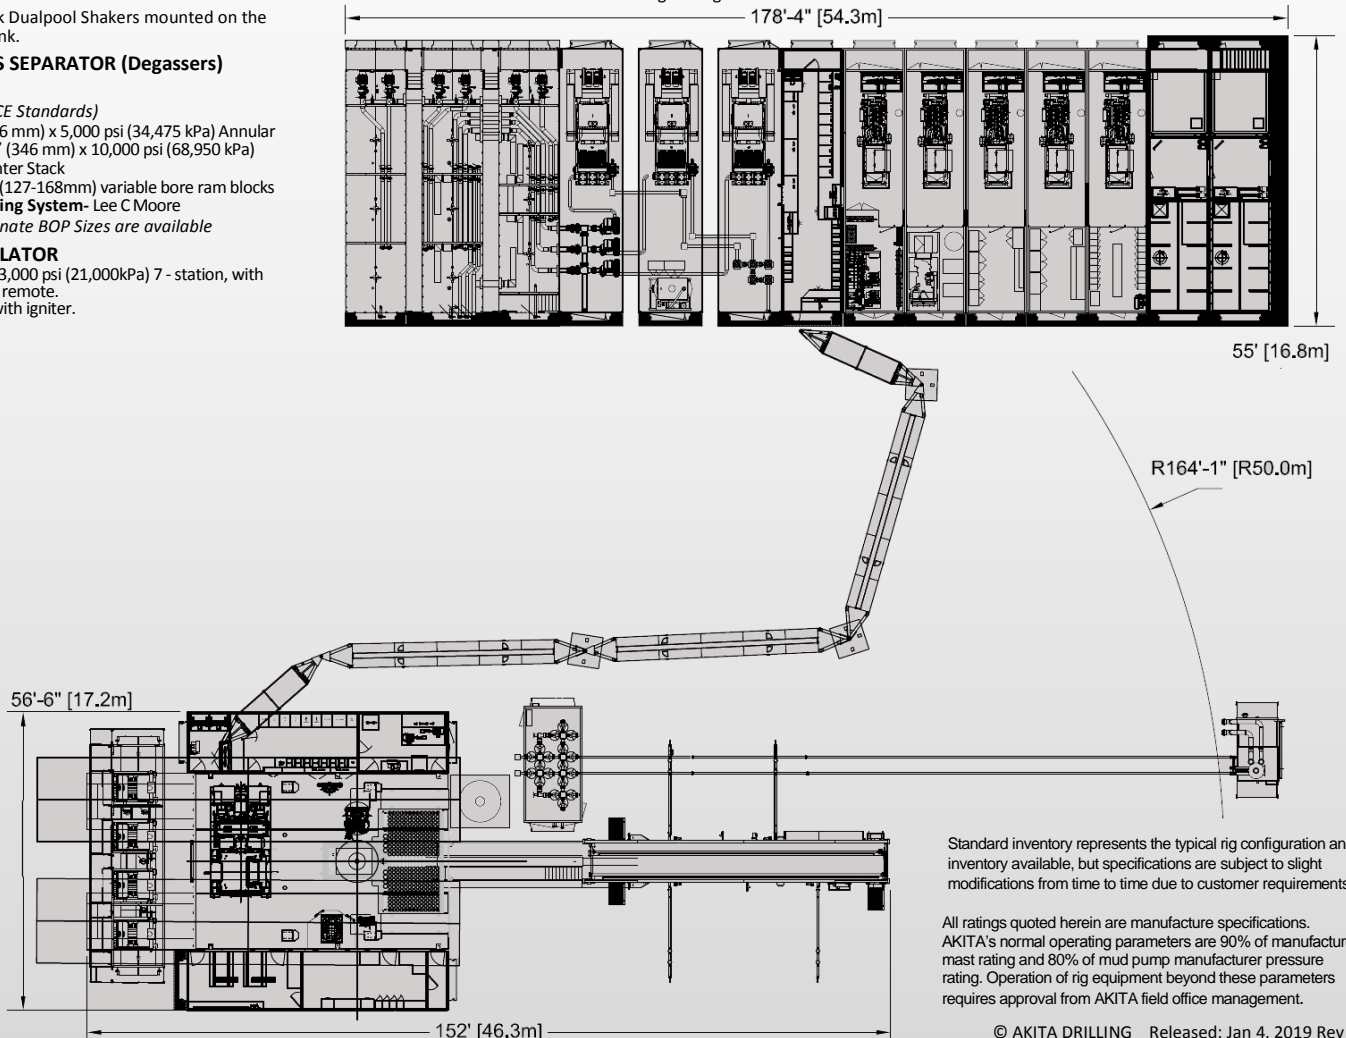 k Dualpool Shakers mounted on the
nk.
S SEPARATOR (Degassers)
CE Standards)
6 mm) x 5,000 psi (34,475 kPa) Annular
" (346 mm) x 10,000 psi (68,950 kPa)
nter Stack
(127-168mm) variable bore ram blocks
ing System- Lee C Moore
nate BOP Sizes are available
LATOR
3,000 psi (21,000kPa) 7 - station, with
remote.
with igniter.
178'-4" [54.3m]
55' [16.8m]
R164'-1" [R50.0m]
56'-6" [17.2m]
152' [46.3m]
Standard inventory represents the typical rig configuration an
inventory available, but specifications are subject to slight
modifications from time to time due to customer requirements
All ratings quoted herein are manufacture specifications.
AKITA's normal operating parameters are 90% of manufactur
mast rating and 80% of mud pump manufacturer pressure
rating. Operation of rig equipment beyond these parameters
requires approval from AKITA field office management.
© AKITA DRILLING Released: Jan 4, 2019 Rev